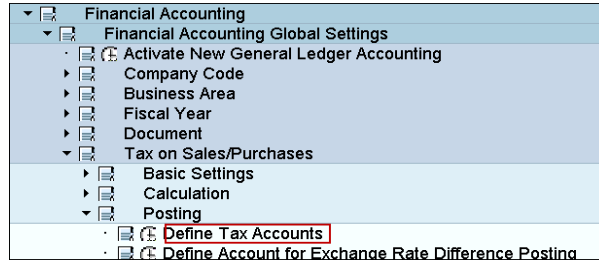 Financial Accounting
Financial Accounting Global Settings
Activate New General Ledger Accounting
Company Code
Business Area
Fiscal Year
Document
Tax on Sales/Purchases
Basic Settings
Calculation
Posting
Define Tax Accounts
Define Account for Exchange Rate Difference Posting